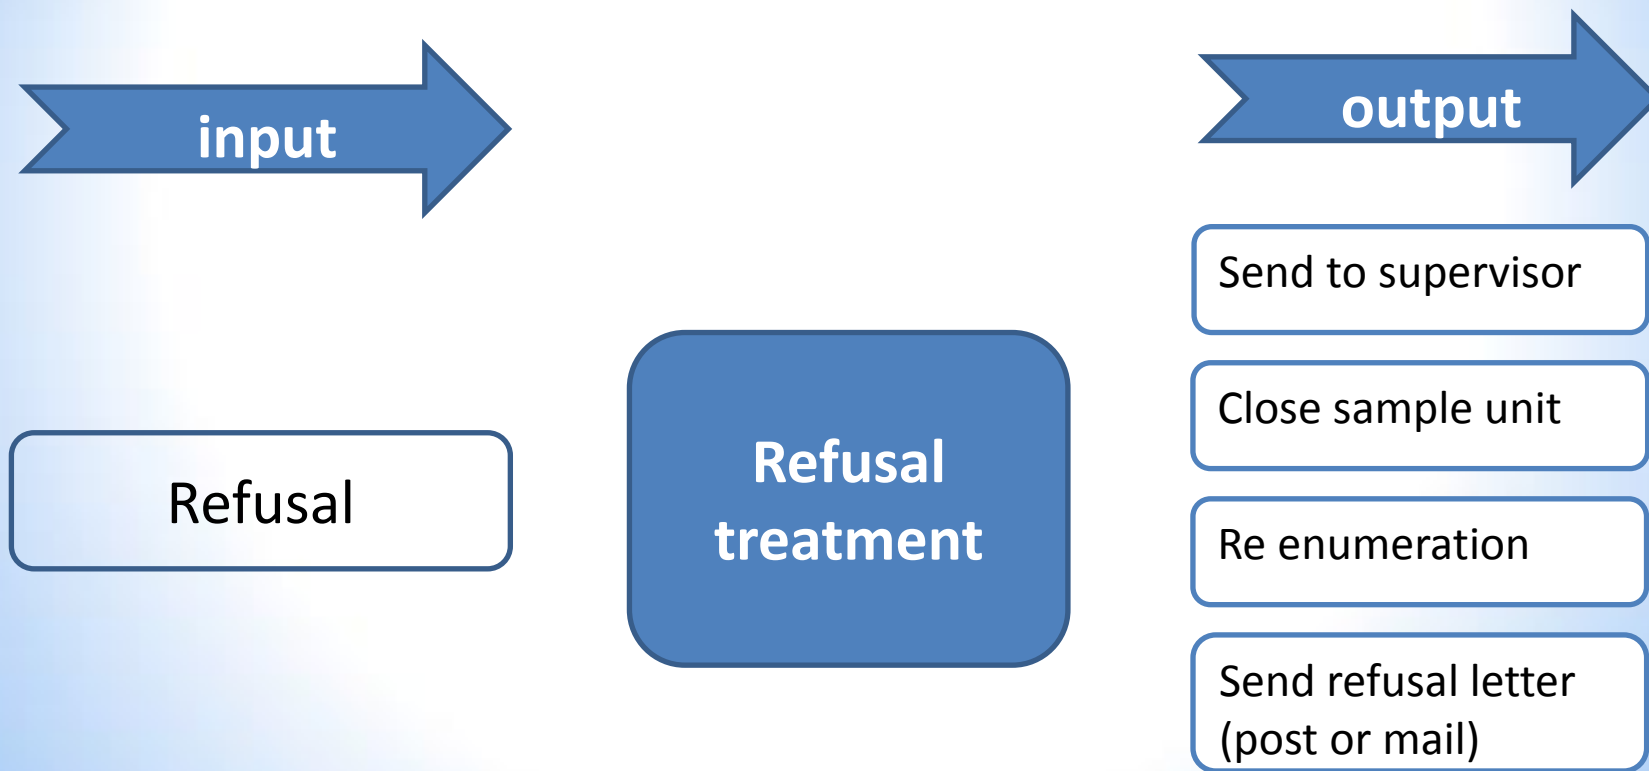 input
output
Refusal
Refusal
treatment
Send to supervisor
Close sample unit
Re enumeration
Send refusal letter
(post or mail)